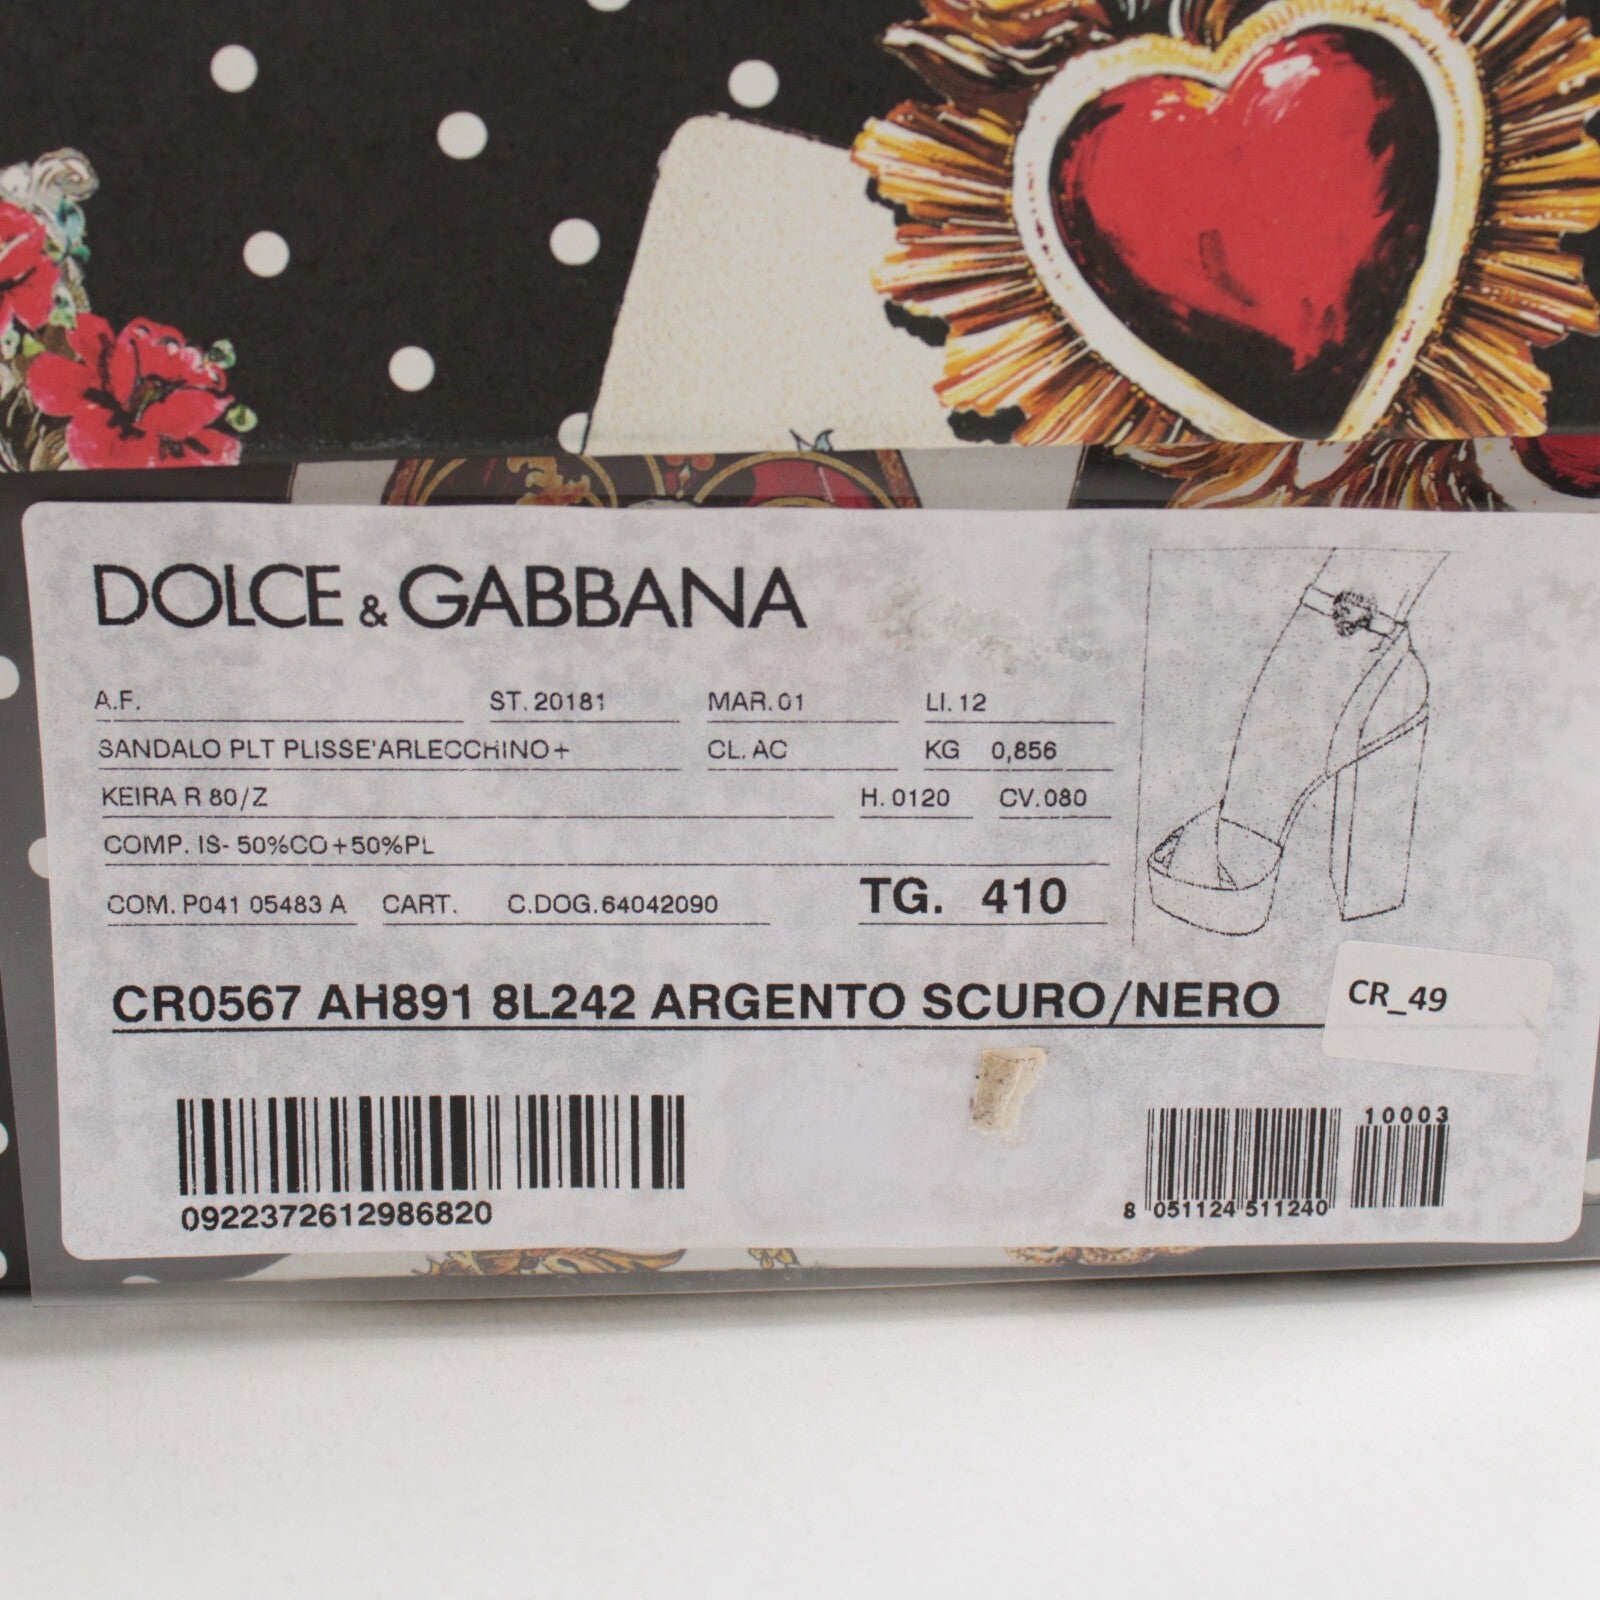 DOLCE & GABBANA
A.F. ST. 20181 MAR. 01 LI. 12
SANDALO PLT PLISSE'ARLECCHINO+ CL. AC KG 0,856
KEIRA R 80/Z H. 0120 CV. 080
COMP. IS- 50%CO+50%PL
COM. P041 05483 A CART. C.DOG.64042090 TG. 410
CR0567 AH891 8L242 ARGENTO SCURO/NERO CR_49
10003
0922372612986820 8 051124 511240